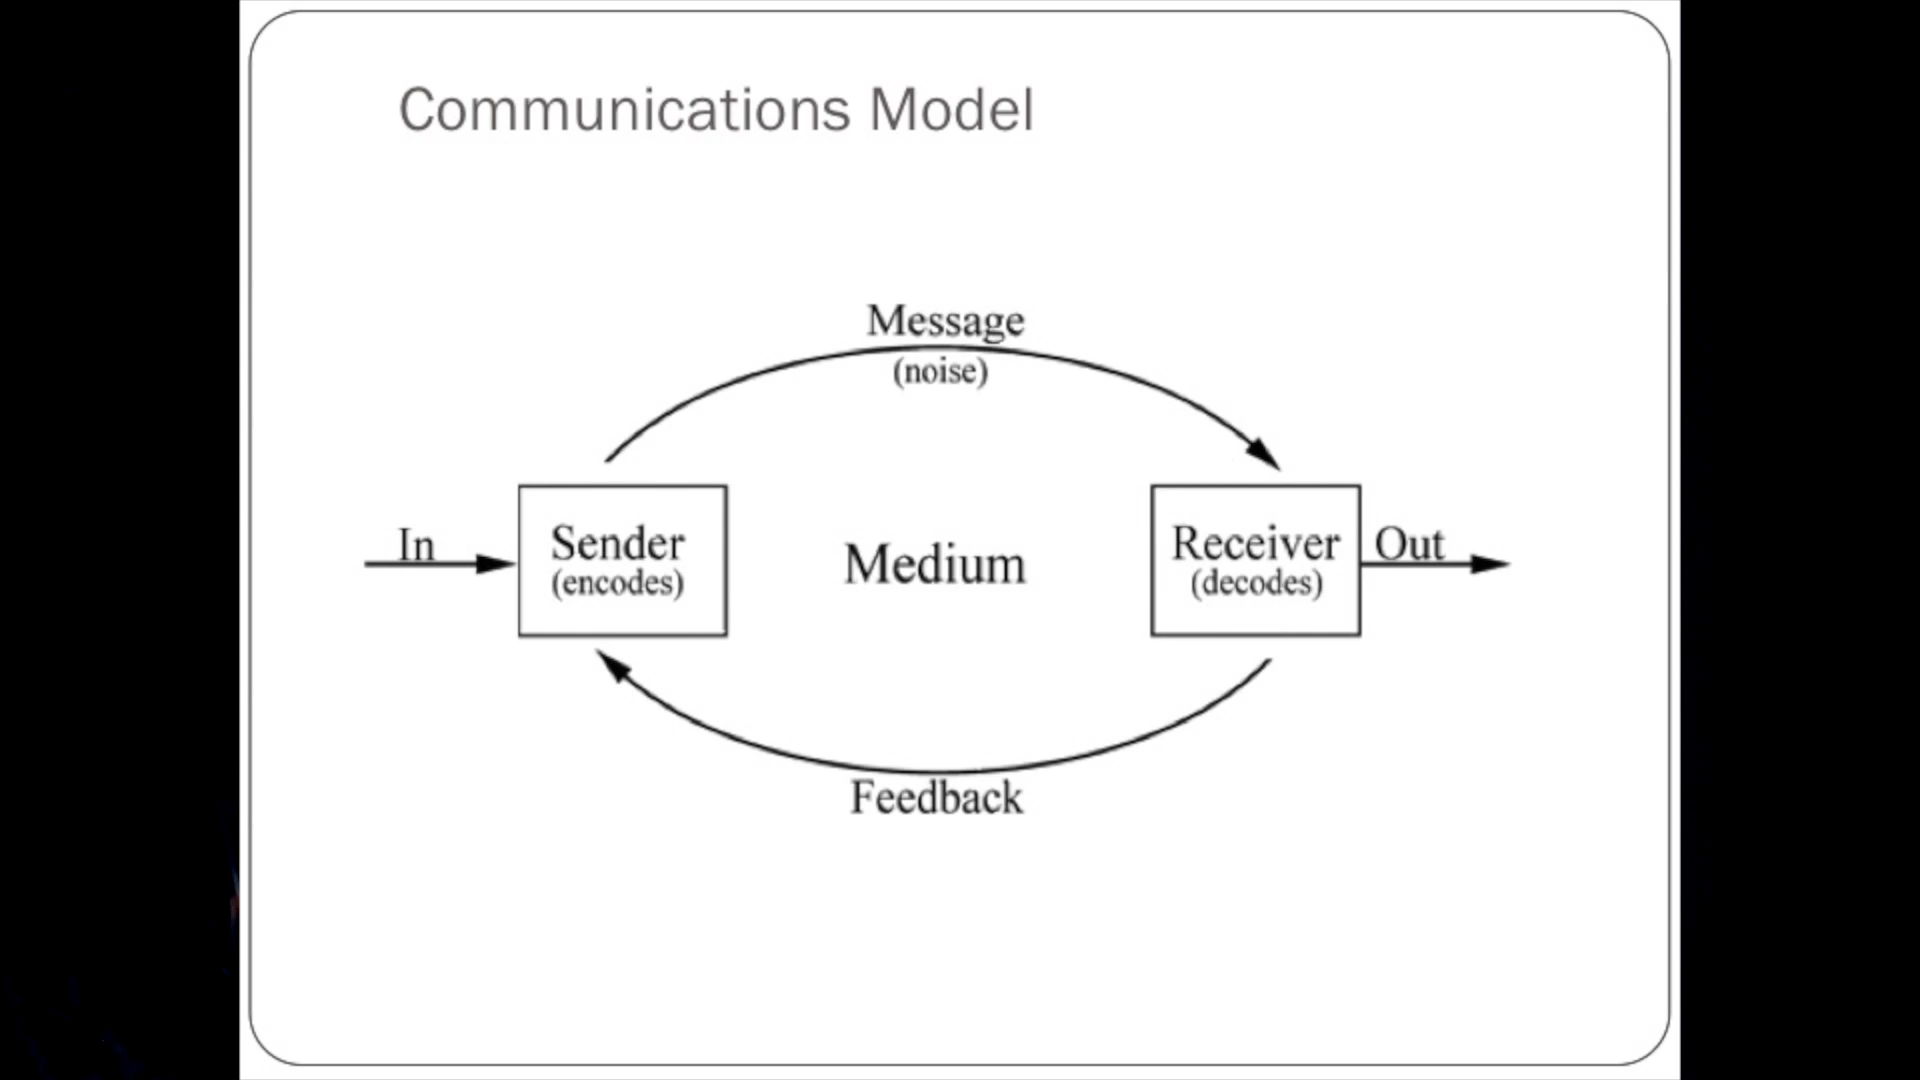 Communications Model
Message
(noise)
In
Sender
(encodes)
Medium
Receiver
(decodes)
Out
Feedback